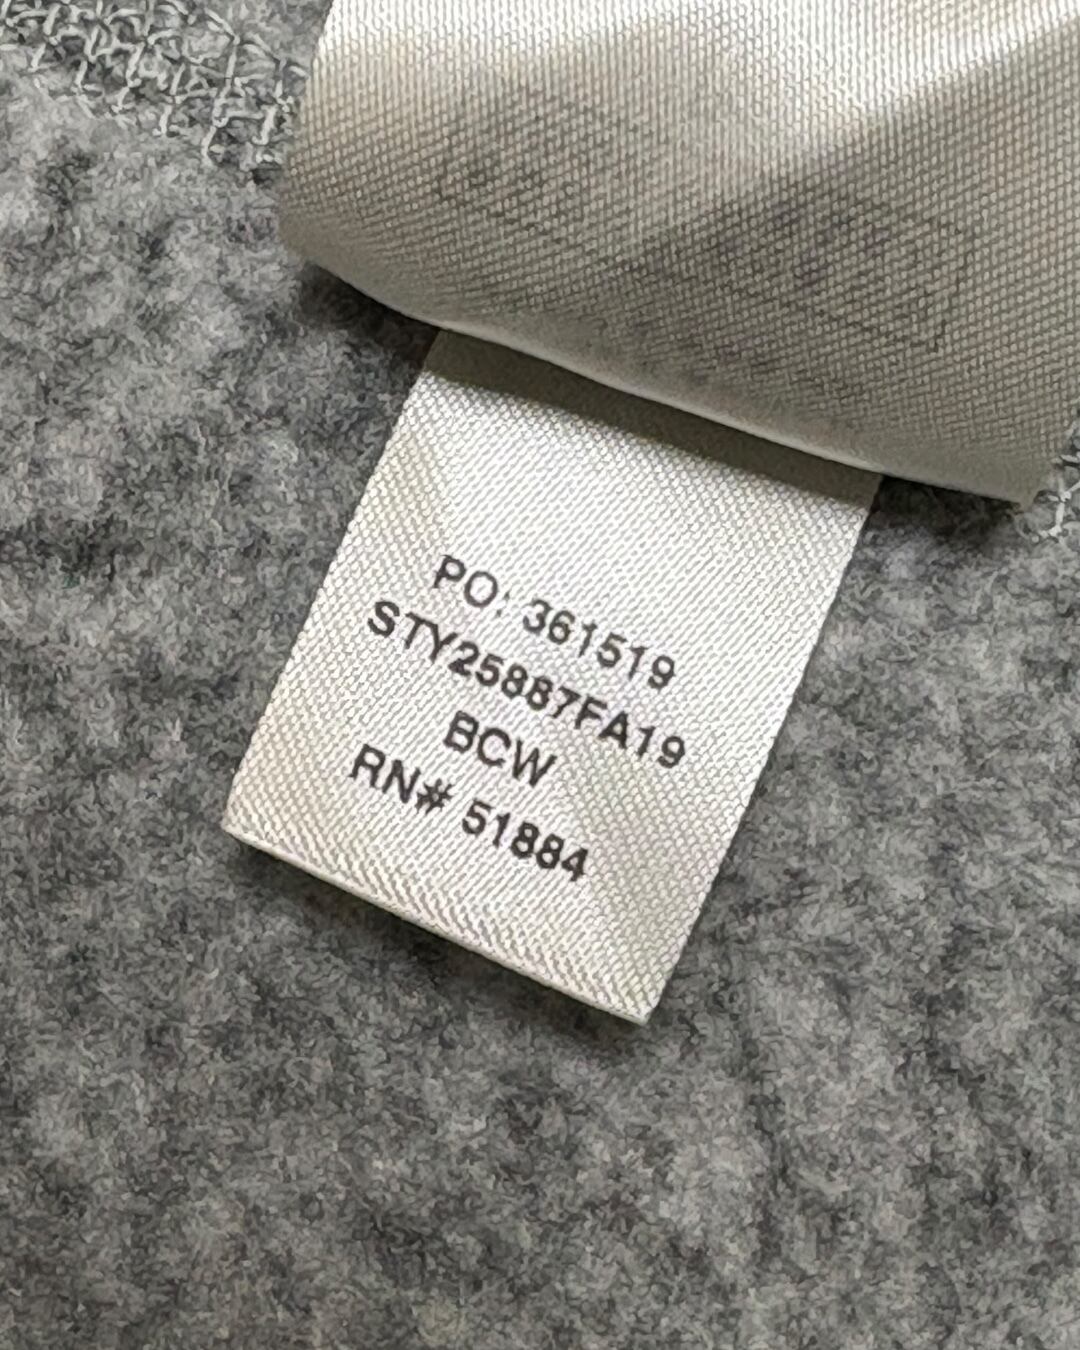 PO: 361519
STY25887FA19
BCW
RN# 51884